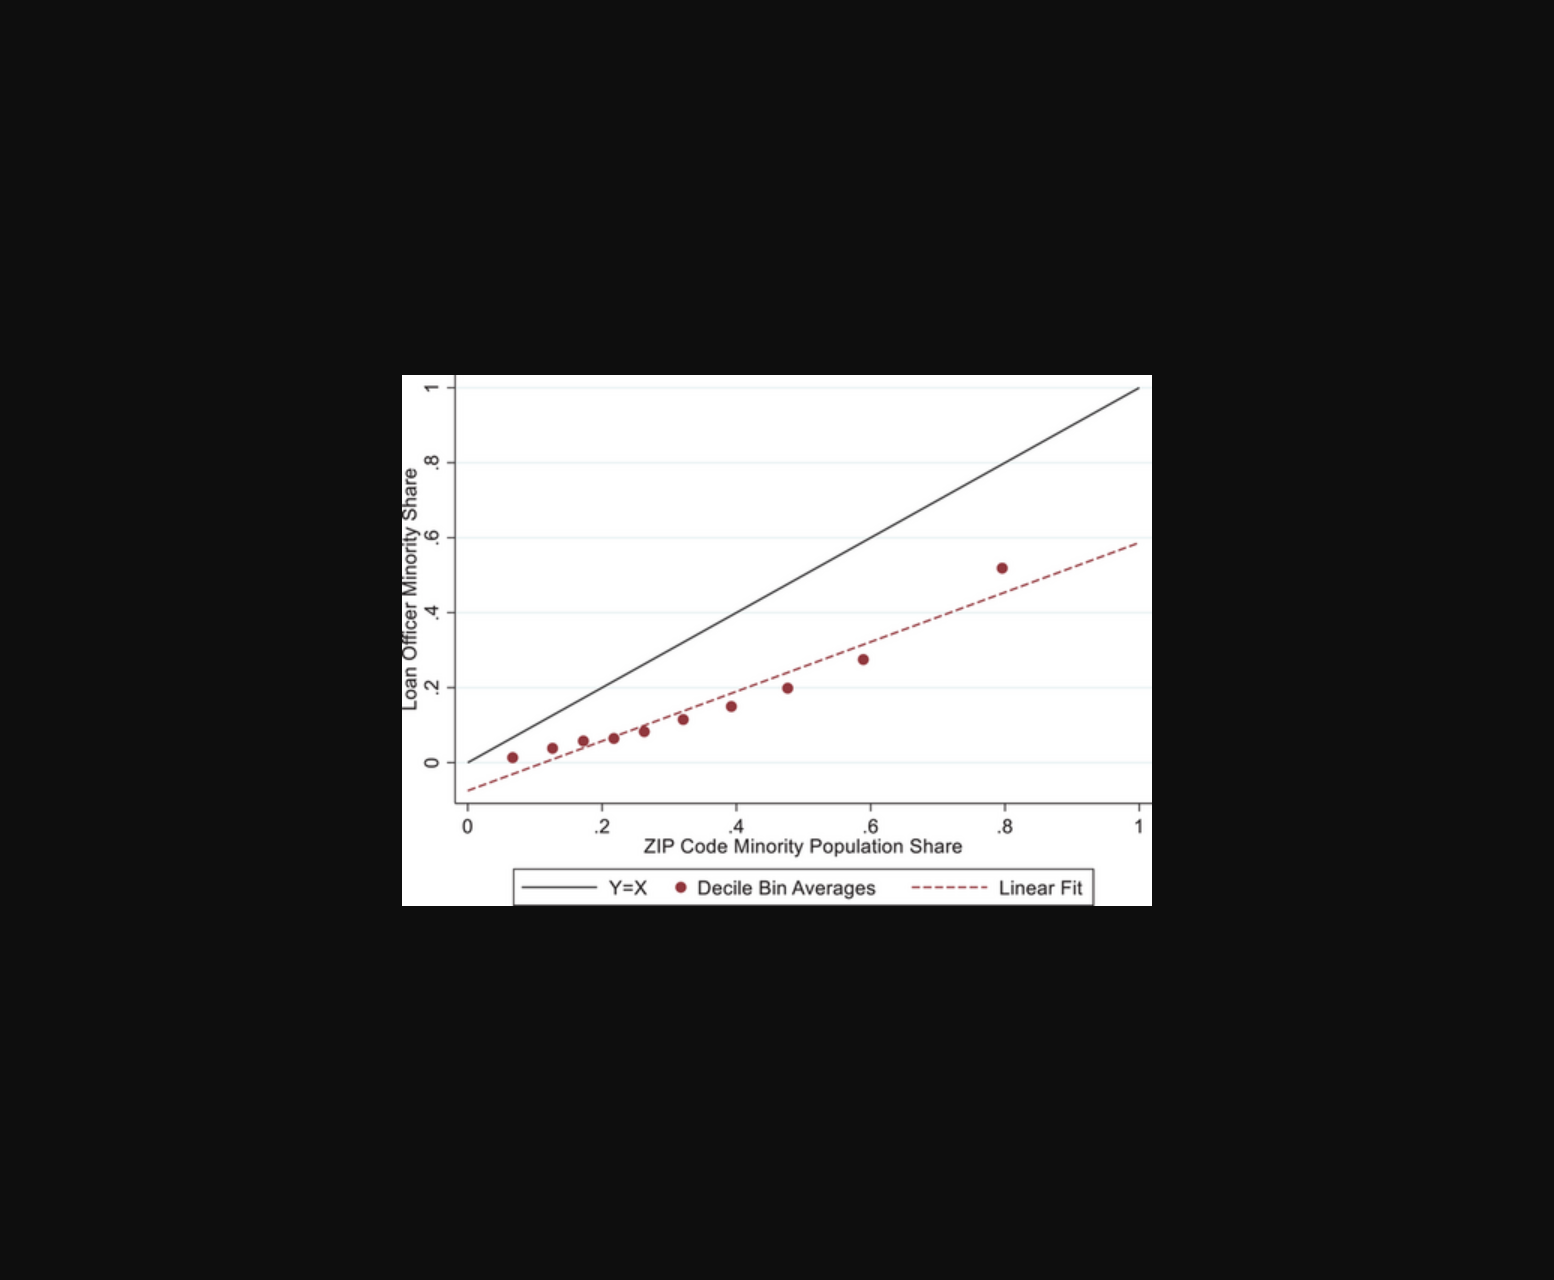 Loan Officer Minority Share
1
.8
.6
.4
.2
0
0 .2 .4 .6 .8 1
ZIP Code Minority Population Share
Y=X Decile Bin Averages Linear Fit